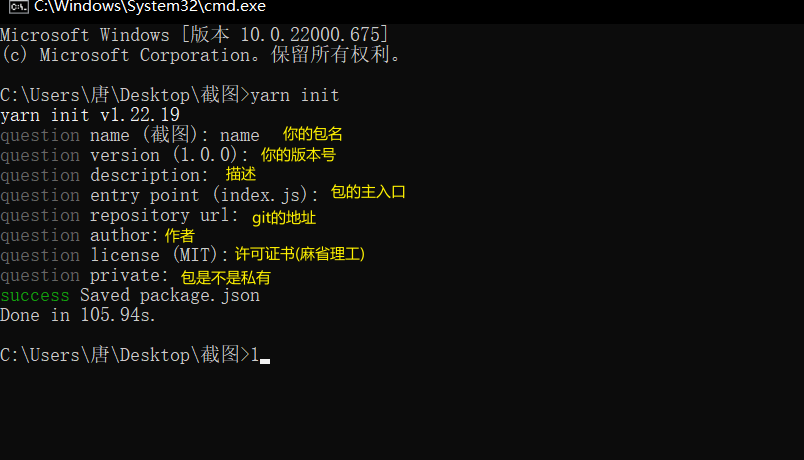 C:\Windows\System32\cmd.exe
Microsoft Windows [版本 10.0.22000.675]
(c) Microsoft Corporation。保留所有权利。
C:\Users\唐\Desktop\截图>yarn init
yarn init v1.22.19
question name (截图): name 你的包名
question version (1.0.0): 你的版本号
question description: 描述
question entry point (index.js): 包的主入口
question repository url: git的地址
question author: 作者
question license (MIT): 许可证书(麻省理工)
question private: 包是不是私有
success Saved package.json
Done in 105.94s.
C:\Users\唐\Desktop\截图>l